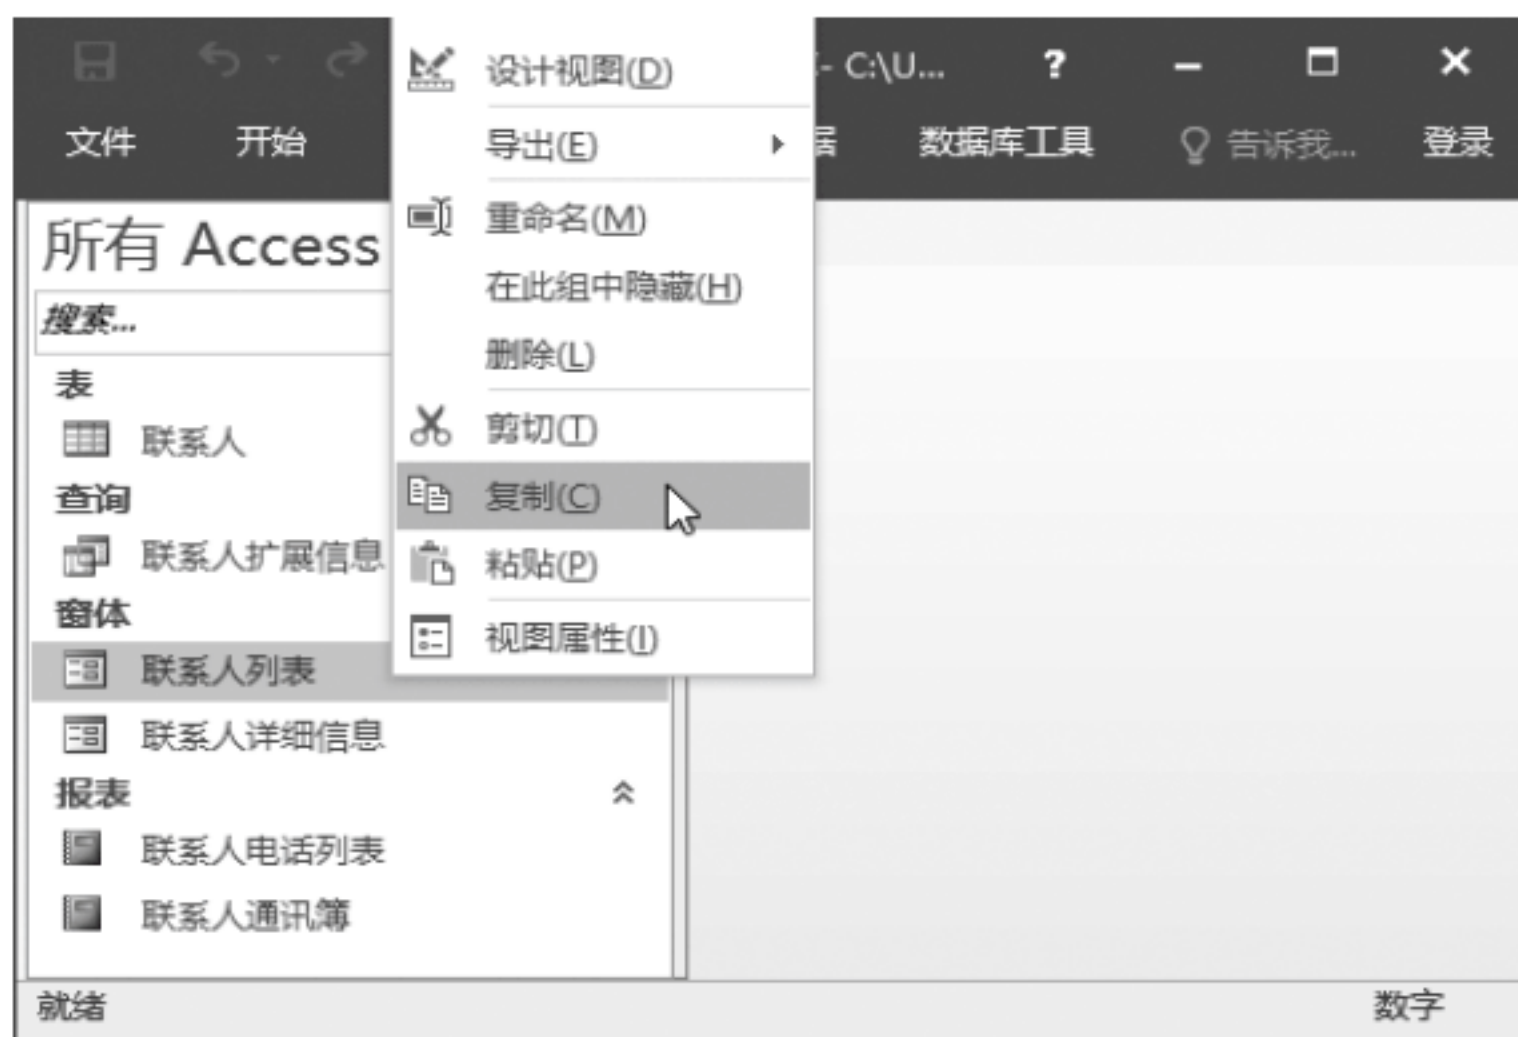 设计视图(D)
- C:\U...
?
文件
开始
导出(E)
据
数据库工具
告诉我...
登录
所有 Access
重命名(M)
在此组中隐藏(H)
搜索...
删除(L)
表
联系人
剪切(T)
查询
复制(C)
联系人扩展信息
粘贴(P)
窗体
视图属性(I)
联系人列表
联系人详细信息
报表
联系人电话列表
联系人通讯簿
就绪
数字